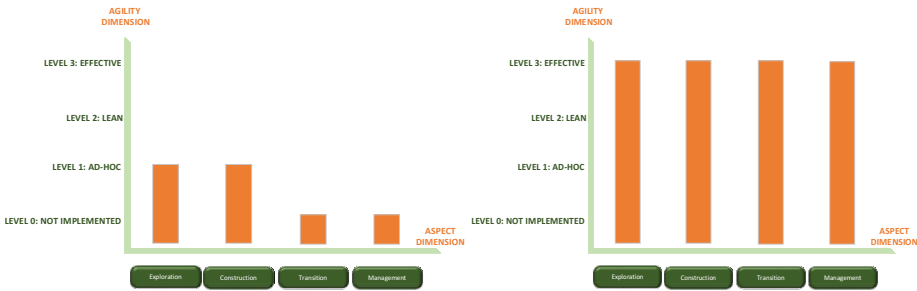 AGILITY
DIMENSION
LEVEL 3: EFFECTIVE
LEVEL 2: LEAN
LEVEL 1: AD-HOC
LEVEL 0: NOT IMPLEMENTED
ASPECT
DIMENSION
Exploration
Construction
Transition
Management
AGILITY
DIMENSION
LEVEL 3: EFFECTIVE
LEVEL 2: LEAN
LEVEL 1: AD-HOC
LEVEL 0: NOT IMPLEMENTED
ASPECT
DIMENSION
Exploration
Construction
Transition
Management